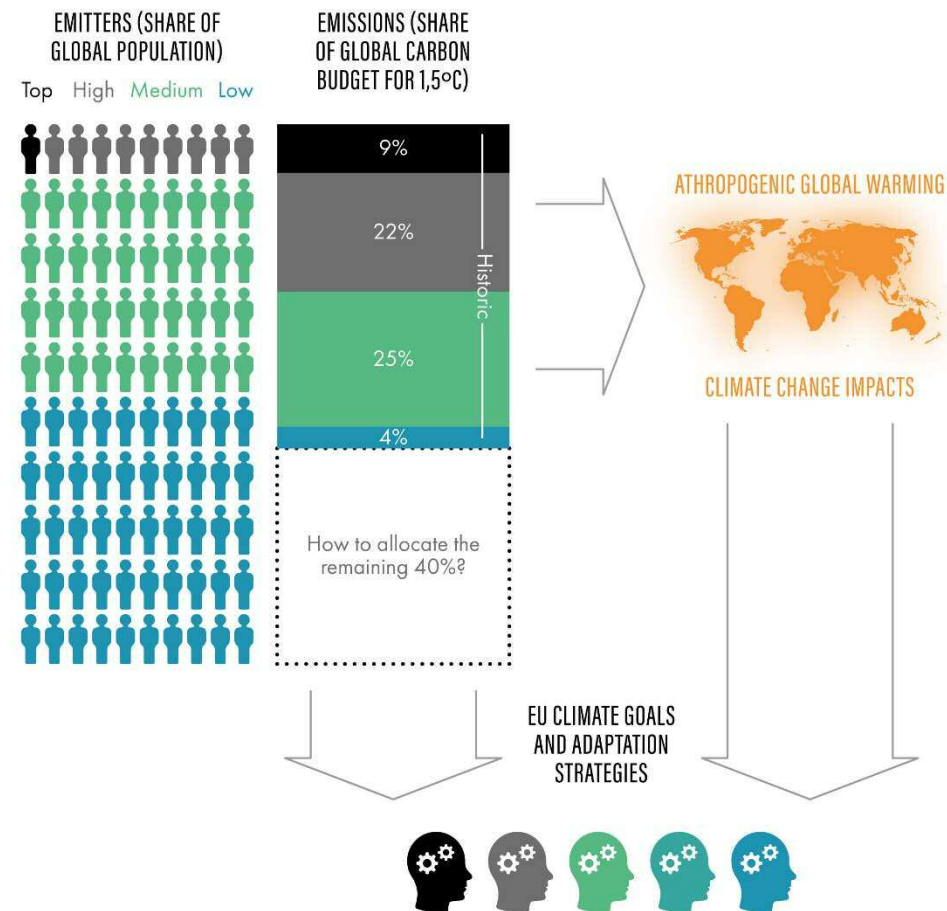 EMITTERS (SHARE OF
GLOBAL POPULATION)
Top High Medium Low
EMISSIONS (SHARE
OF GLOBAL CARBON
BUDGET FOR 1,5ºC)
9%
22%
Historic
25%
4%
How to allocate the
remaining 40%?
ATHROPOGENIC GLOBAL WARMING
CLIMATE CHANGE IMPACTS
EU CLIMATE GOALS
AND ADAPTATION
STRATEGIES